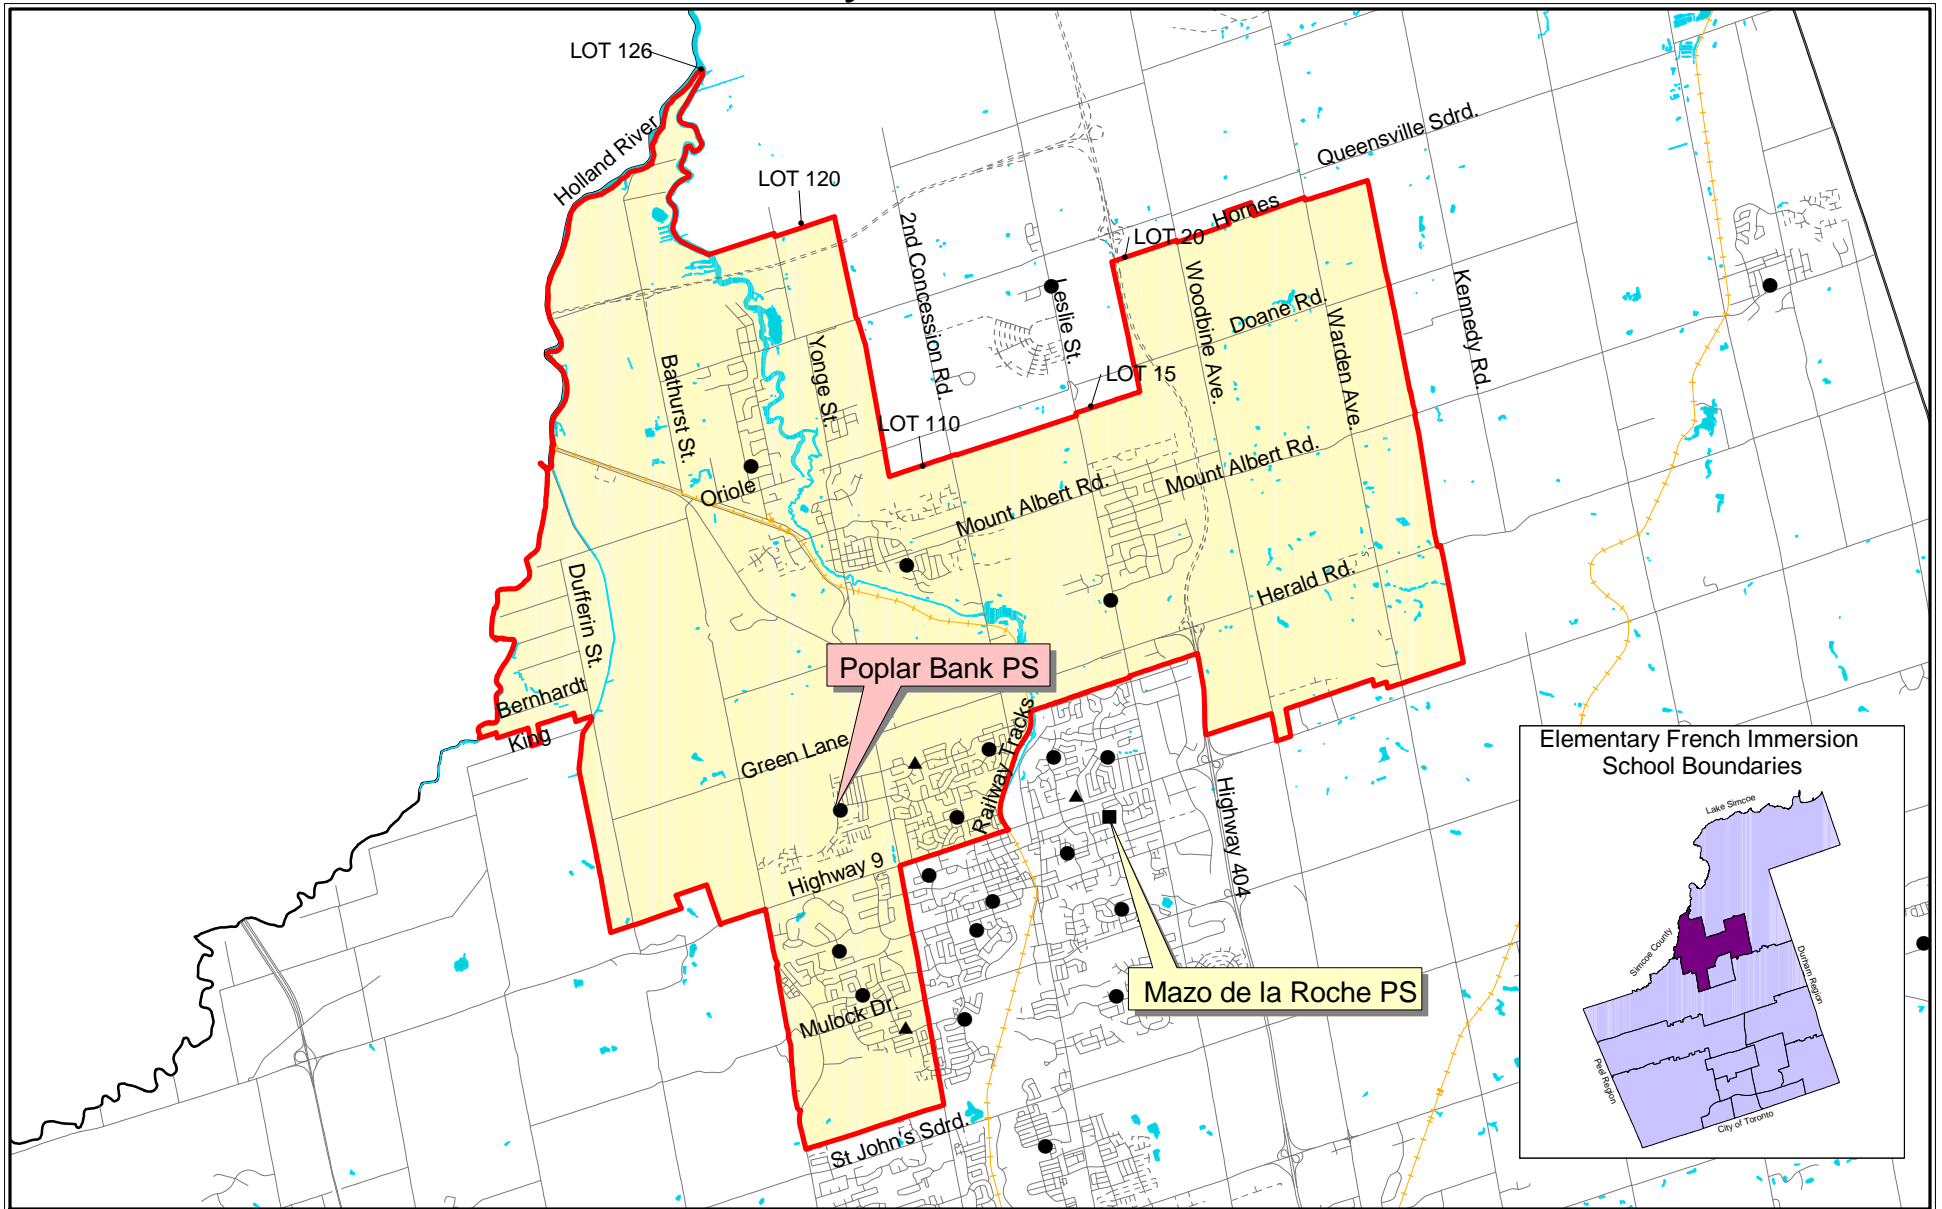 LOT 126
Holland River
LOT 120
Queensville Sdrd.
Hornes
LOT 20
2nd Concession Rd.
Leslie St.
Woodbine Ave.
Doane Rd.
Warden Ave.
Kennedy Rd.
Bathurst St.
Yonge St.
LOT 15
LOT 110
Oriole
Mount Albert Rd.
Mount Albert Rd.
Dufferin St.
Herald Rd.
Poplar Bank PS
Bernhardt
King
Green Lane
Railway Tracks
Highway 9
Highway 404
Mazo de la Roche PS
Mulock Dr.
St John's Sdrd.
Elementary French Immersion
School Boundaries
Lake Simcoe
Simcoe County
Durham Region
Peel Region
City of Toronto